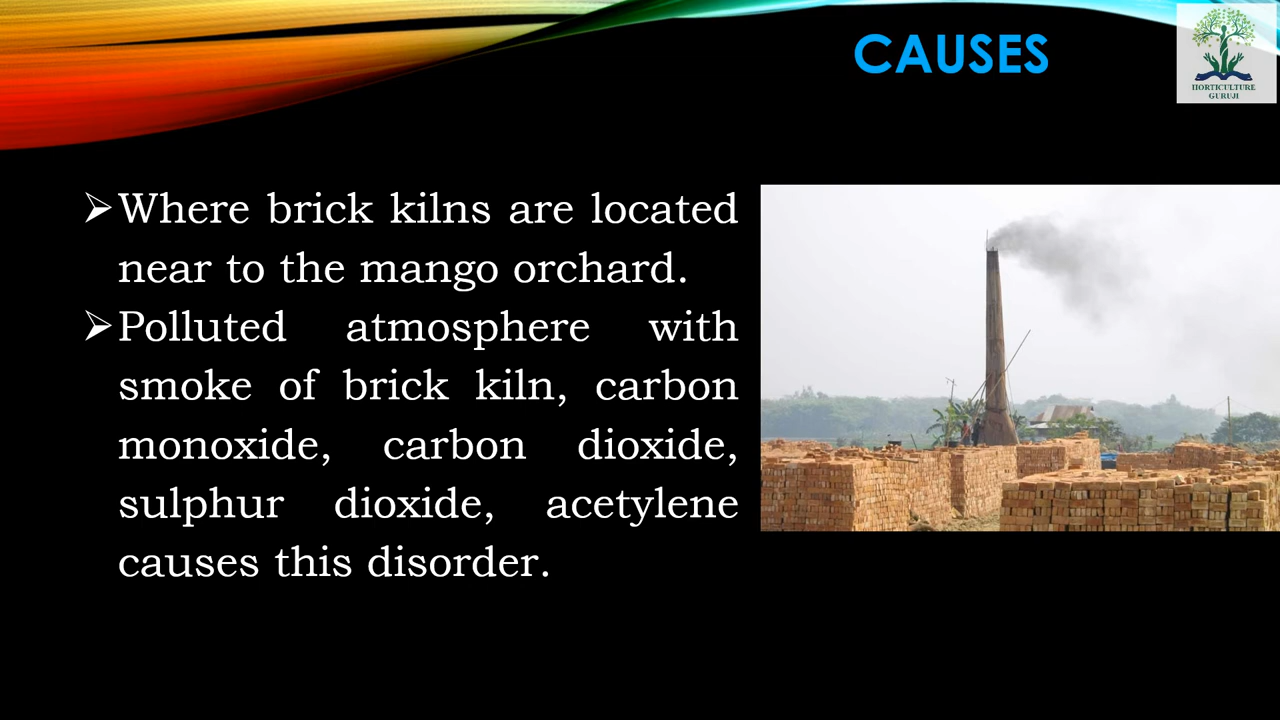 CAUSES
HORTICULTURE
GURUJI
➢Where brick kilns are located
near to the mango orchard.
➢Polluted atmosphere with
smoke of brick kiln, carbon
monoxide, carbon dioxide,
sulphur dioxide, acetylene
causes this disorder.